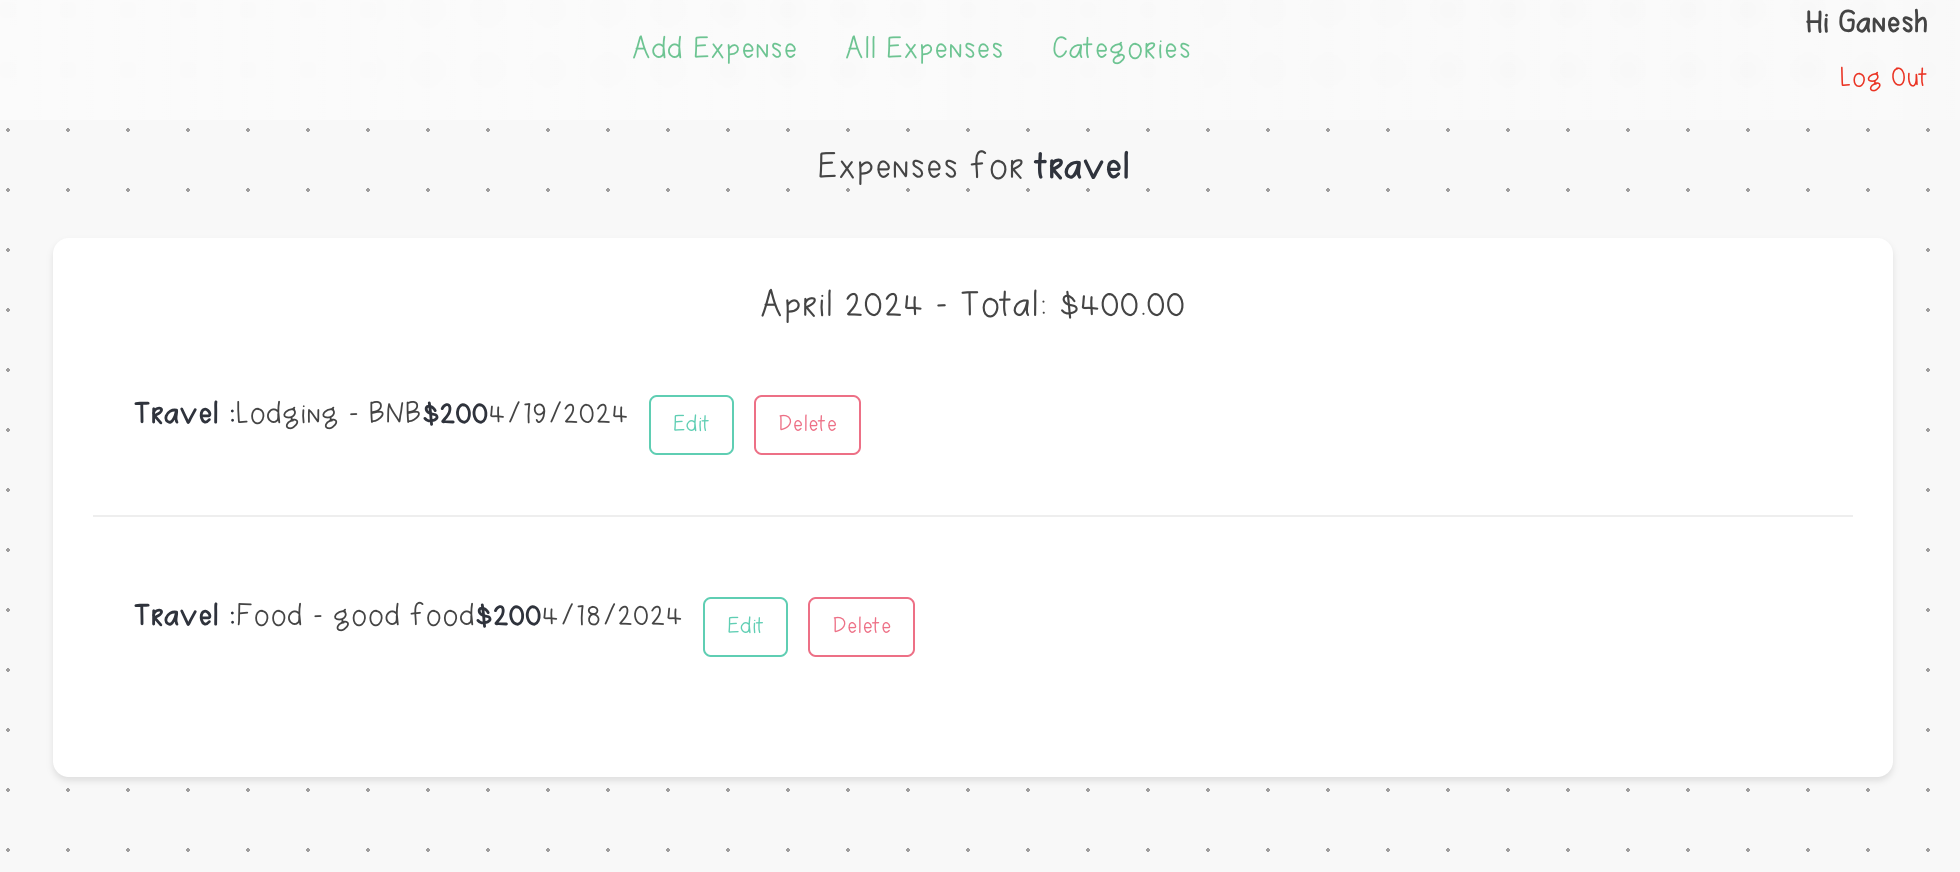 Hi Ganesh
Add Expense All Expenses Categories
Log Out
Expenses for travel
April 2024 - Total: $400.00
Travel :Lodging - BNB$2004/19/2024 Edit Delete
Travel :Food - good food$2004/18/2024 Edit Delete